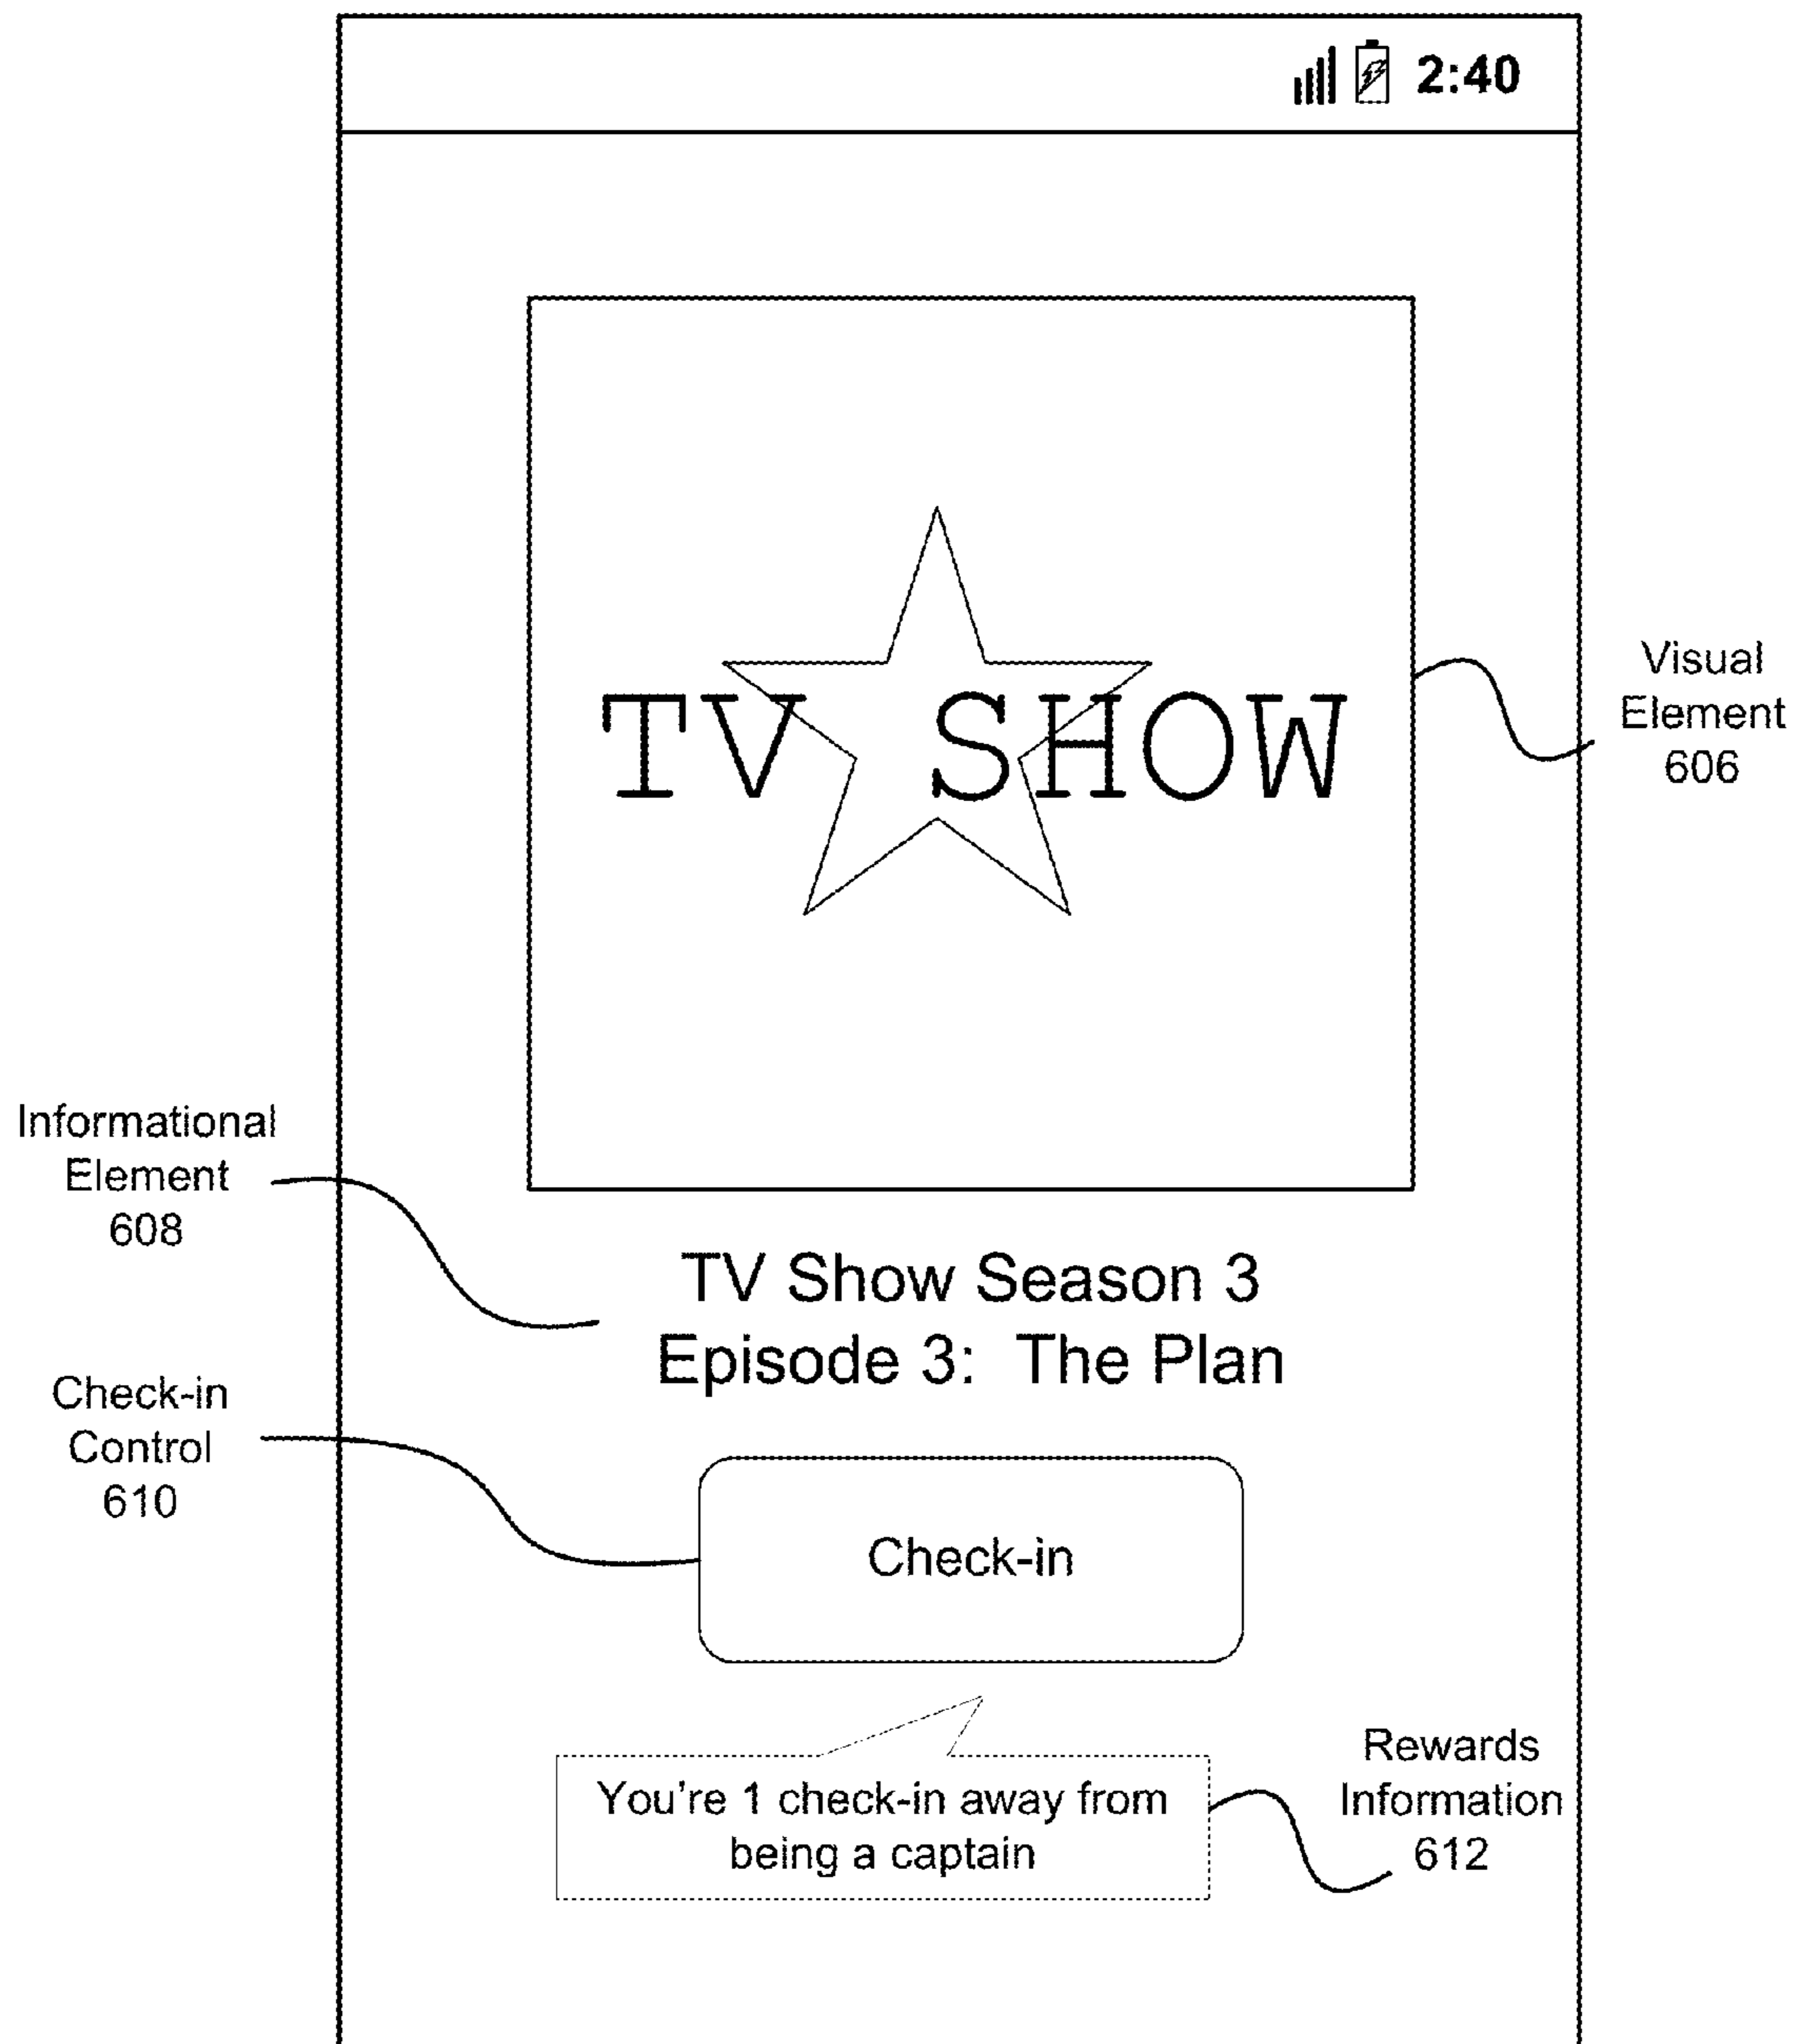 2:40
TV SHOW
Visual
Element
606
Informational
Element
608
TV Show Season 3
Episode 3: The Plan
Check-in
Control
610
Check-in
You're 1 check-in away from
being a captain
Rewards
Information
612